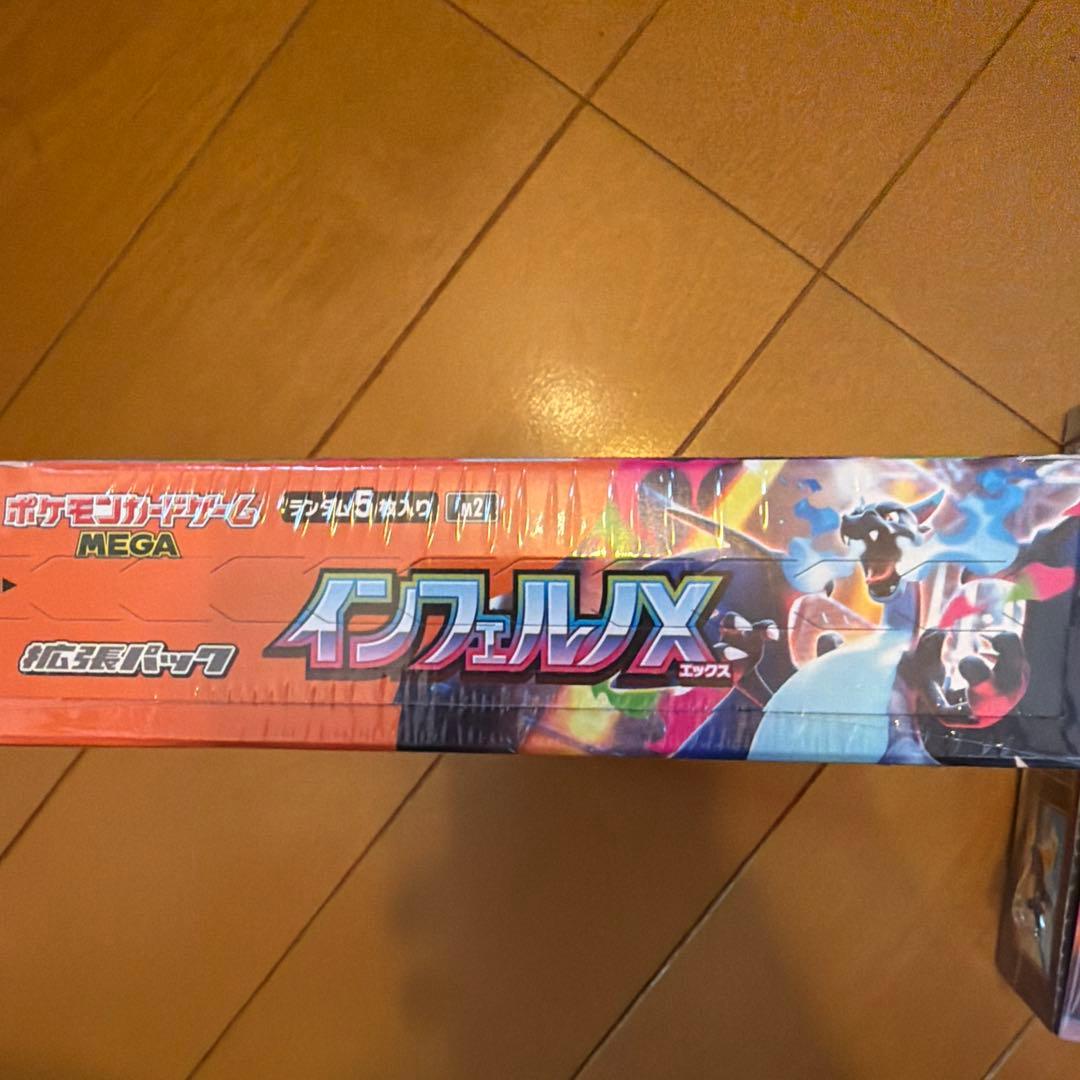 ポケモンカードゲーム
MEGA
ランダム5枚入り
M2
拡張パック
インフェルノX
エックス